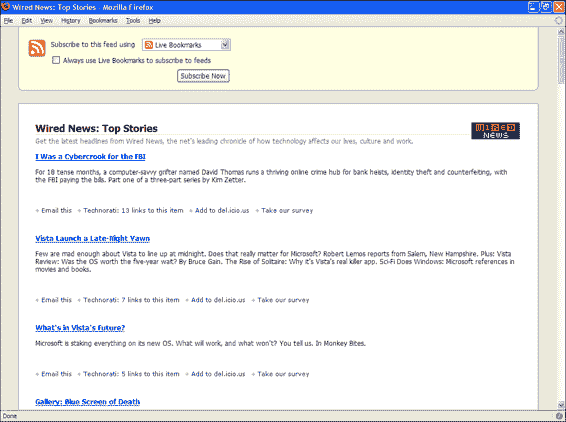 Wired News: Top Stories - Mozilla Firefox
File Edit View History Bookmarks Tools Help
Subscribe to this feed using Live Bookmarks
Always use Live Bookmarks to subscribe to feeds
Subscribe Now
Wired News: Top Stories
WIRED
NEWS
Get the latest headlines from Wired News, the net's leading chronicle of how technology affects our lives, culture and work.
I Was a Cybercrook for the FBI
For 18 tense months, a computer-savvy grifter named David Thomas runs a thriving online crime hub for bank heists, identity theft and counterfeiting, with
the FBI paying the bills. Part one of a three-part series by Kim Zetter.
Email this Technorati: 13 links to this item Add to del.icio.us Take our survey
Vista Launch a Late-Night Yawn
Few are mad enough about Vista to line up at midnight. Does that really matter for Microsoft? Robert Lemos reports from Salem, New Hampshire. Plus: Vista
Review: Was the OS worth the five-year wait? By Bruce Gain. The Rise of Solitaire: Why it's Vista's real killer app. Sci-Fi Does Windows: Microsoft references in
movies and books.
Email this Technorati: 7 links to this item Add to del.icio.us Take our survey
What's in Vista's Future?
Microsoft is staking everything on its new OS. What will work, and what won't? You tell us. In Monkey Bites.
Email this Technorati: 5 links to this item Add to del.icio.us Take our survey
Gallery: Blue Screen of Death
Done